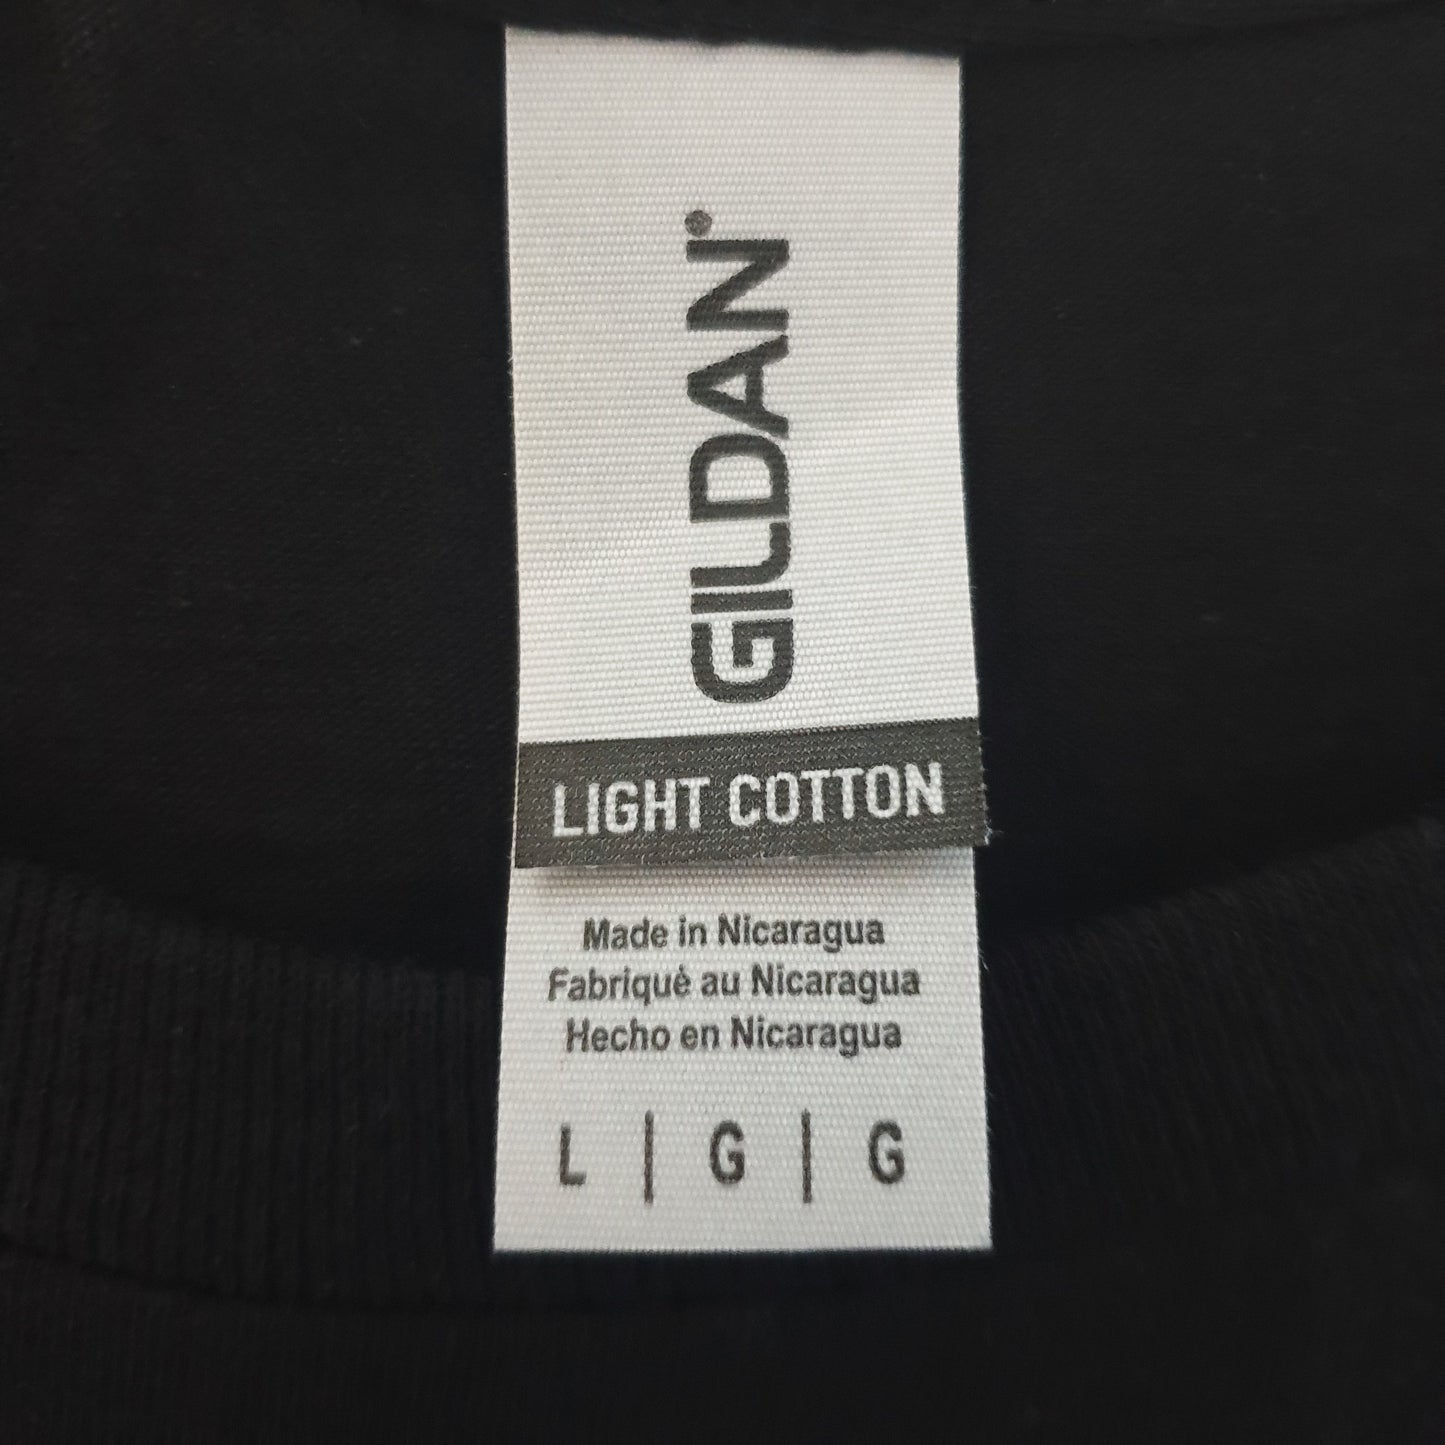 GILDAN®
LIGHT COTTON
Made in Nicaragua
Fabriqué au Nicaragua
Hecho en Nicaragua
L | G | G